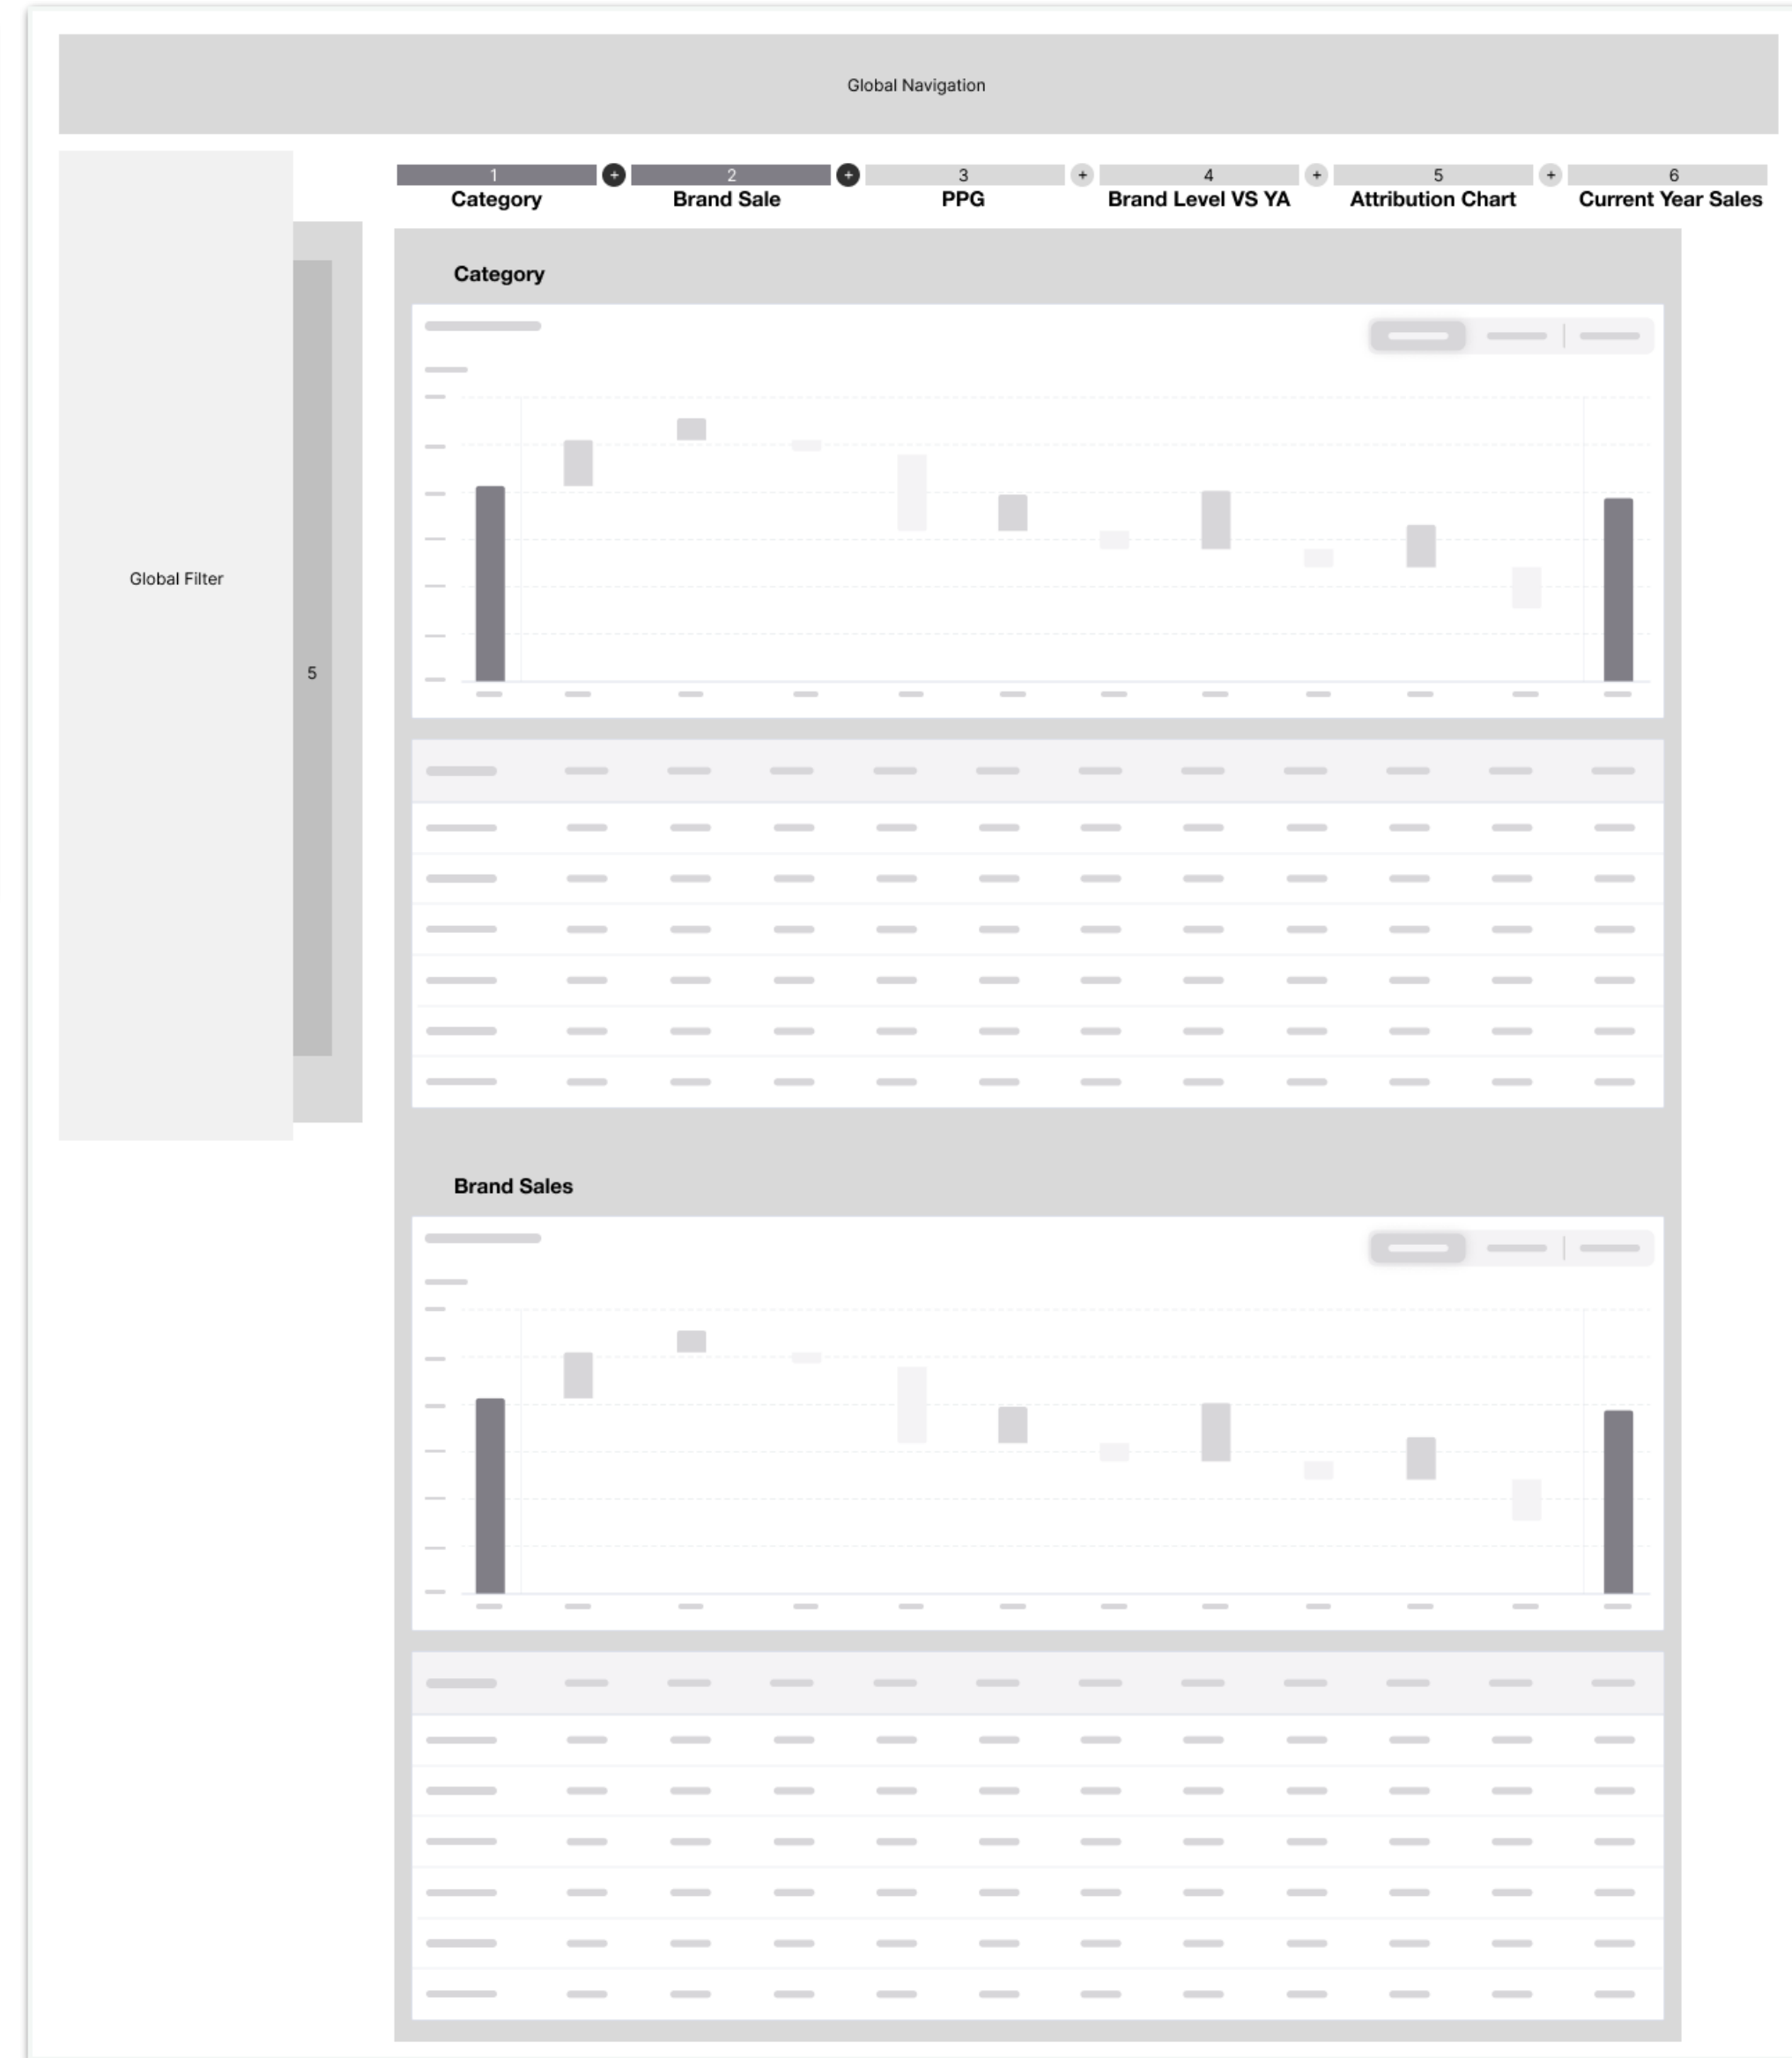 Global Navigation
1 + 2 + 3 + 4 + 5 + 6
Category Brand Sale PPG Brand Level VS YA Attribution Chart Current Year Sales
Category
Global Filter
5
Brand Sales